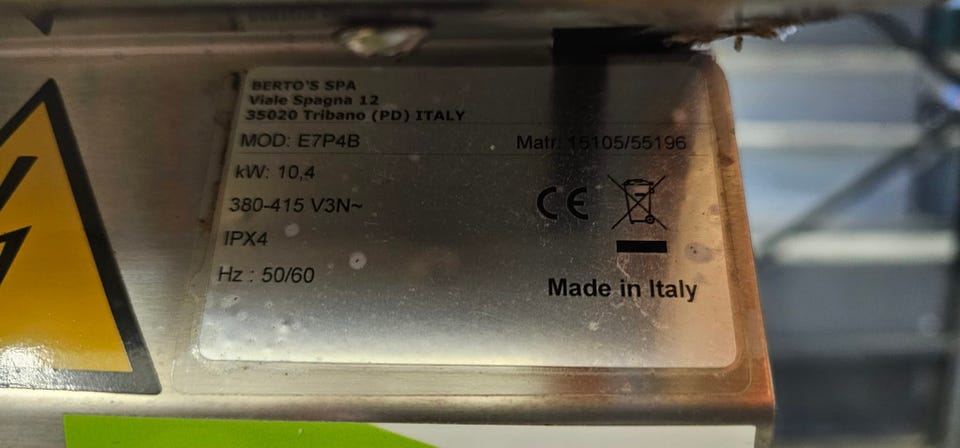 BERTO'S SPA
Viale Spagna 12
35020 Tribano (PD) ITALY
MOD: E7P4B Matr: 15105/55196
kW: 10,4
380-415 V3N~
CE
IPX4
Hz : 50/60
Made in Italy